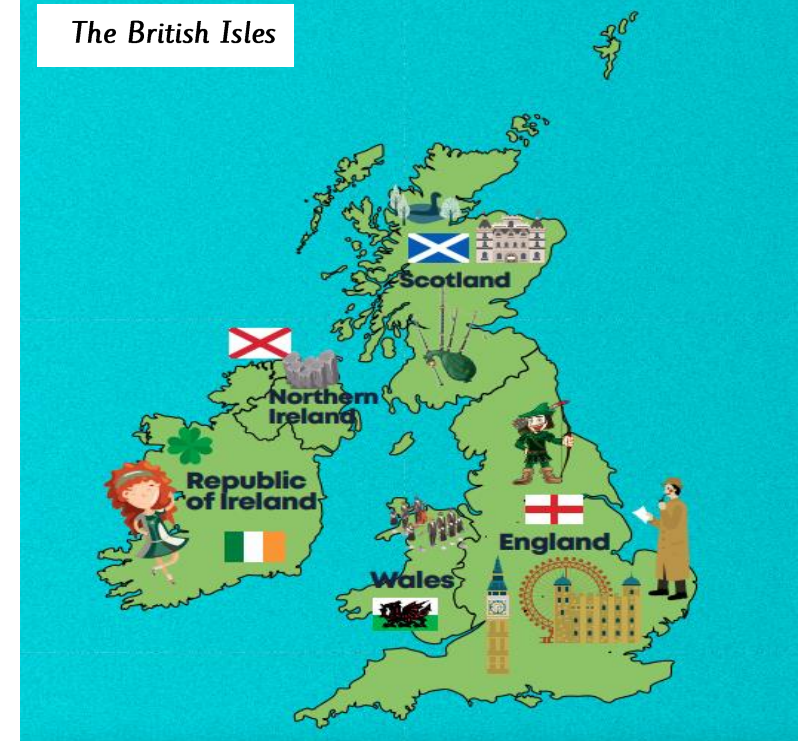 The British Isles
Scotland
Northern
Ireland
Republic
of Ireland
England
Wales